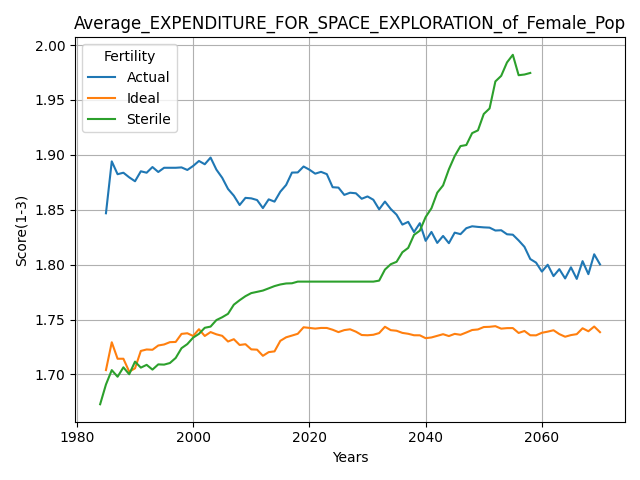 Average_EXPENDITURE_FOR_SPACE_EXPLORATION_of_Female_Pop
Fertility
Actual
Ideal
Sterile
Score(1-3)
2.00
1.95
1.90
1.85
1.80
1.75
1.70
1980
2000
2020
2040
2060
Years